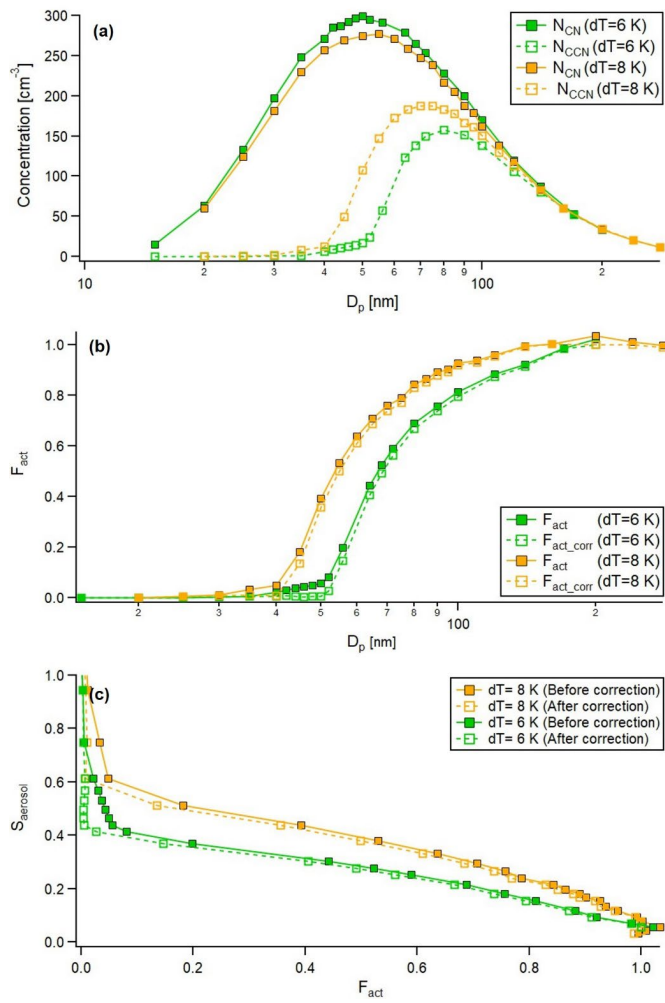 (a)
300
250
200
150
100
50
0
Concentration [cm⁻³]
N_CN (dT=6 K)
N_CCN (dT=6 K)
N_CN (dT=8 K)
N_CCN (dT=8 K)
10 2 3 4 5 6 7 8 9 100 2
D_p [nm]
(b)
1.0
0.8
0.6
0.4
0.2
0.0
F_act
F_act (dT=6 K)
F_act_corr (dT=6 K)
F_act (dT=8 K)
F_act_corr (dT=8 K)
2 3 4 5 6 7 8 9 100 2
D_p [nm]
(c)
1.0
0.8
0.6
0.4
0.2
0.0
S_aerosol
dT= 8 K (Before correction)
dT= 8 K (After correction)
dT= 6 K (Before correction)
dT= 6 K (After correction)
0.0 0.2 0.4 0.6 0.8 1.0
F_act